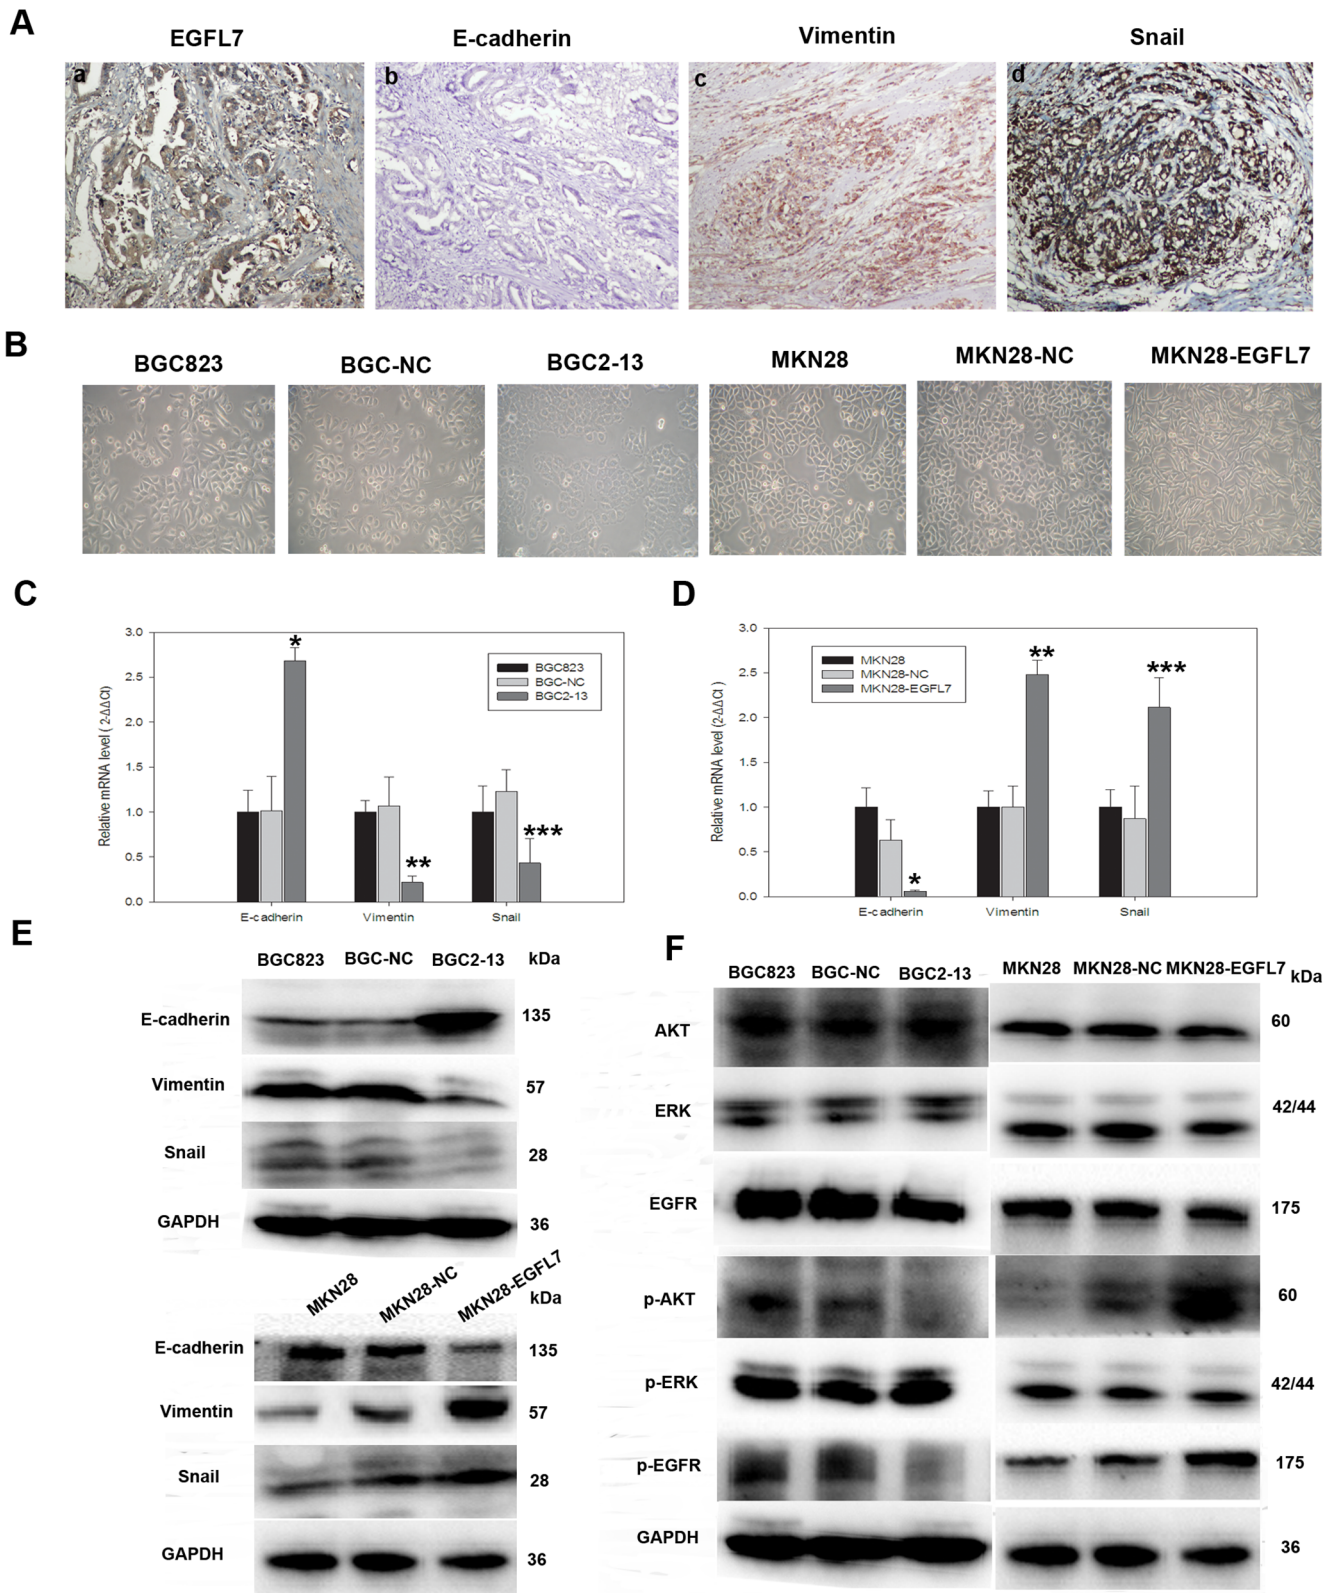 A
EGFL7 E-cadherin Vimentin Snail
a b c d
B
BGC823 BGC-NC BGC2-13 MKN28 MKN28-NC MKN28-EGFL7
C
3.0
2.5
2.0
1.5
1.0
0.5
0.0
Relative mRNA level ( 2-ΔΔCt)
BGC823
BGC-NC
BGC2-13
*
**
***
E-cadherin Vimentin Snail
D
3.0
2.5
2.0
1.5
1.0
0.5
0.0
Relative mRNA level (2-ΔΔCt )
MKN28
MKN28-NC
MKN28-EGFL7
*
**
***
E-cadherin Vimentin Snail
E
BGC823 BGC-NC BGC2-13 kDa
E-cadherin 135
Vimentin 57
Snail 28
GAPDH 36
MKN28 MKN28-NC MKN28-EGFL7 kDa
E-cadherin 135
Vimentin 57
Snail 28
GAPDH 36
F
BGC823 BGC-NC BGC2-13 MKN28 MKN28-NC MKN28-EGFL7 kDa
AKT 60
ERK 42/44
EGFR 175
p-AKT 60
p-ERK 42/44
p-EGFR 175
GAPDH 36